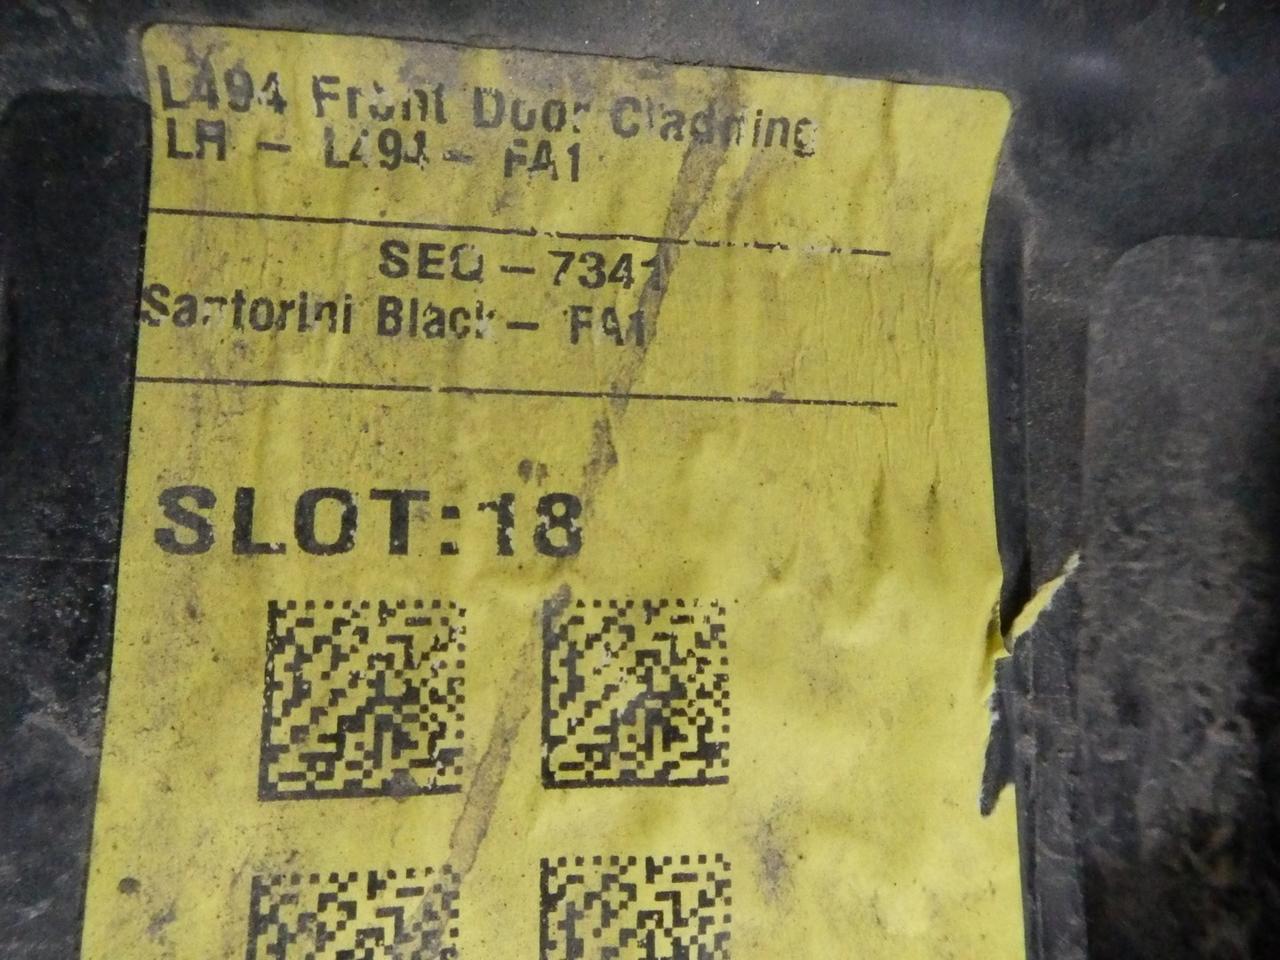 L494 Front Door Cladding
LR - L494 - FA1
SEQ - 7341
Santorini Black - FA1
SLOT:18